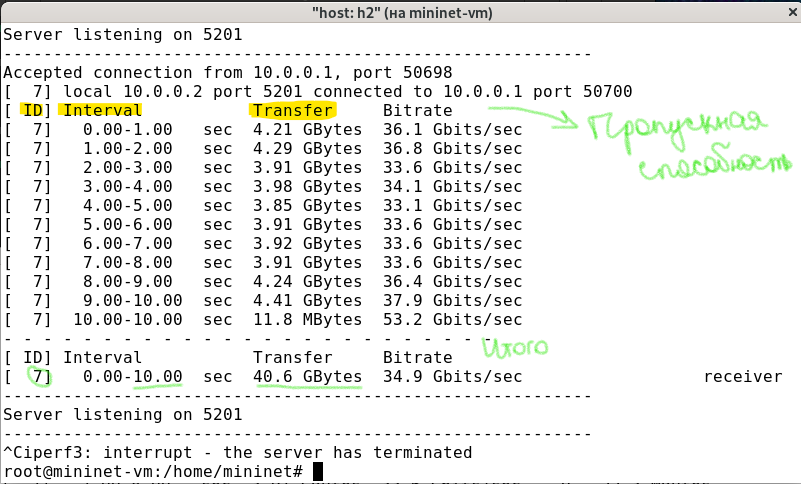 "host: h2" (на mininet-vm)
Server listening on 5201
-----------------------------------------------------------
Accepted connection from 10.0.0.1, port 50698
[  7] local 10.0.0.2 port 5201 connected to 10.0.0.1 port 50700
[ ID] Interval           Transfer     Bitrate
Пропускная
способность
[  7]   0.00-1.00   sec  4.21 GBytes  36.1 Gbits/sec
[  7]   1.00-2.00   sec  4.29 GBytes  36.8 Gbits/sec
[  7]   2.00-3.00   sec  3.91 GBytes  33.6 Gbits/sec
[  7]   3.00-4.00   sec  3.98 GBytes  34.1 Gbits/sec
[  7]   4.00-5.00   sec  3.85 GBytes  33.1 Gbits/sec
[  7]   5.00-6.00   sec  3.91 GBytes  33.6 Gbits/sec
[  7]   6.00-7.00   sec  3.92 GBytes  33.6 Gbits/sec
[  7]   7.00-8.00   sec  3.91 GBytes  33.6 Gbits/sec
[  7]   8.00-9.00   sec  4.24 GBytes  36.4 Gbits/sec
[  7]   9.00-10.00  sec  4.41 GBytes  37.9 Gbits/sec
[  7]  10.00-10.00  sec  11.8 MBytes  53.2 Gbits/sec
- - - - - - - - - - - - - - - - - - - - - - - - -
Итого
[ ID] Interval           Transfer     Bitrate
[  7]   0.00-10.00  sec  40.6 GBytes  34.9 Gbits/sec                  receiver
-----------------------------------------------------------
Server listening on 5201
-----------------------------------------------------------
^Ciperf3: interrupt - the server has terminated
root@mininet-vm:/home/mininet#